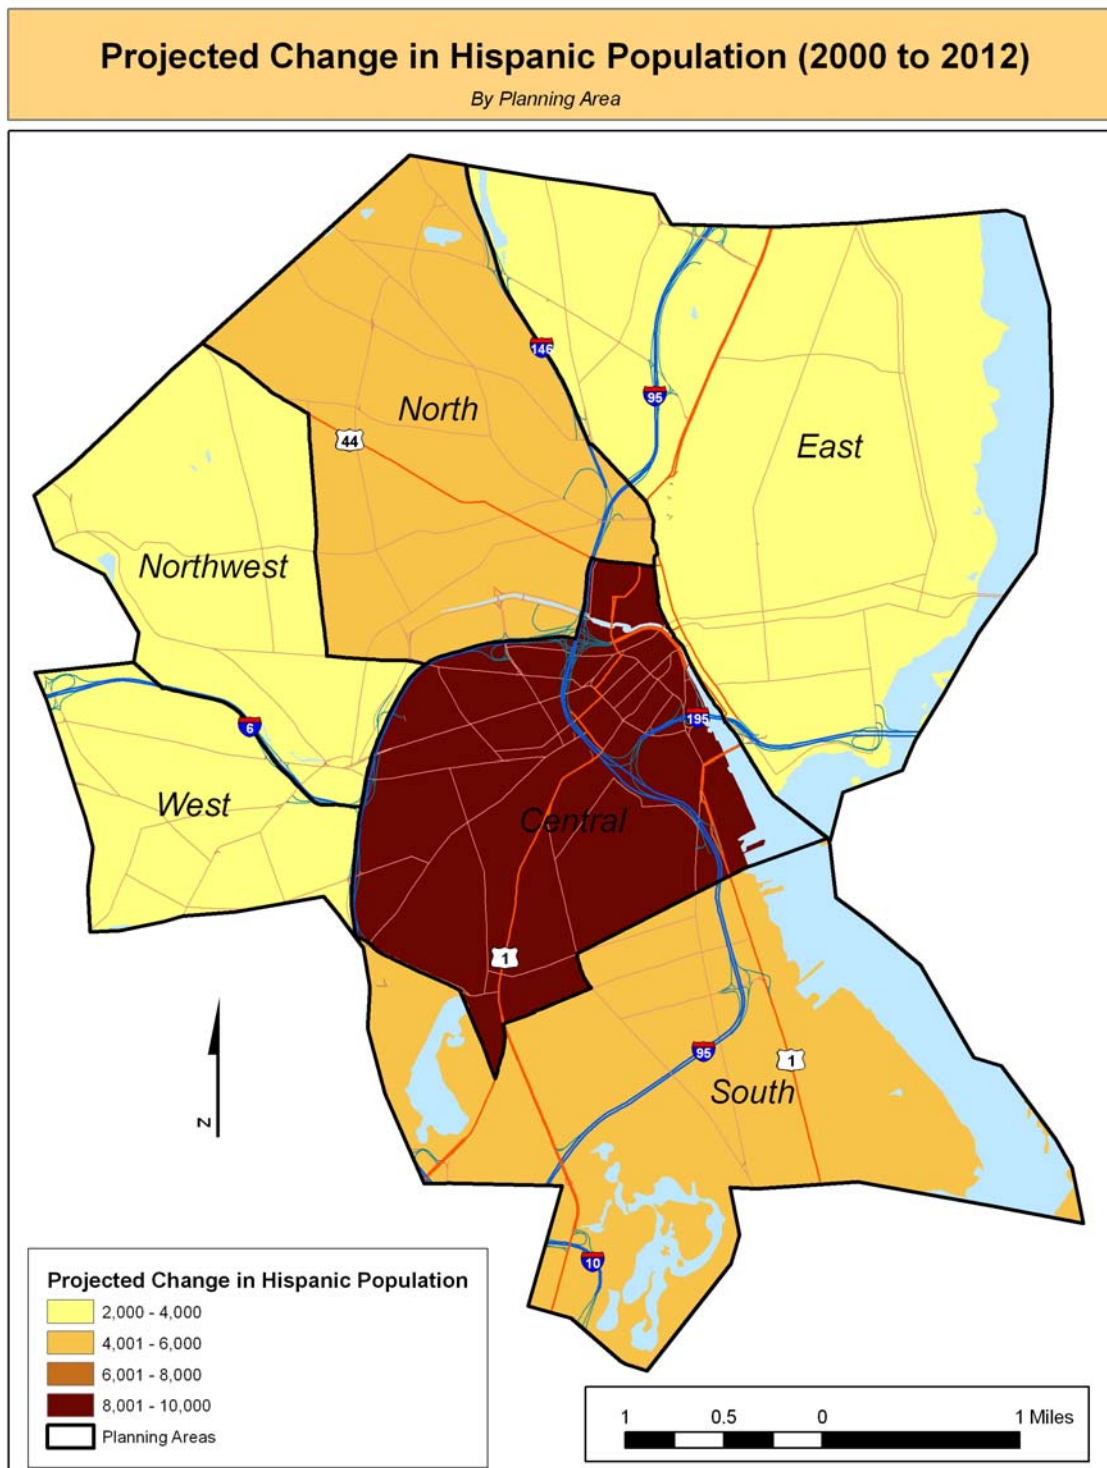 Projected Change in Hispanic Population (2000 to 2012)
By Planning Area
146
95
North
44
East
Northwest
6
195
West
Central
1
95
1
South
N
10
Projected Change in Hispanic Population
2,000 - 4,000
4,001 - 6,000
6,001 - 8,000
8,001 - 10,000
Planning Areas
1 0.5 0 1 Miles